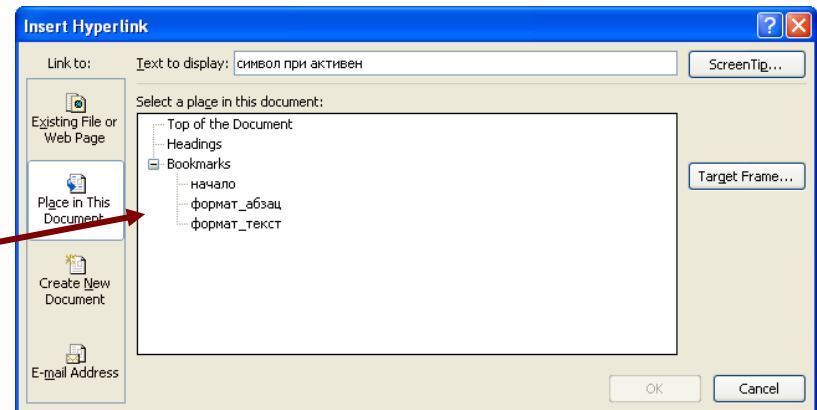 Insert Hyperlink
Link to:
Text to display: символ при активен
ScreenTip...
Existing File or
Web Page
Place in This
Document
Create New
Document
E-mail Address
Select a place in this document:
Top of the Document
Headings
Bookmarks
начало
формат_абзац
формат_текст
Target Frame...
OK
Cancel